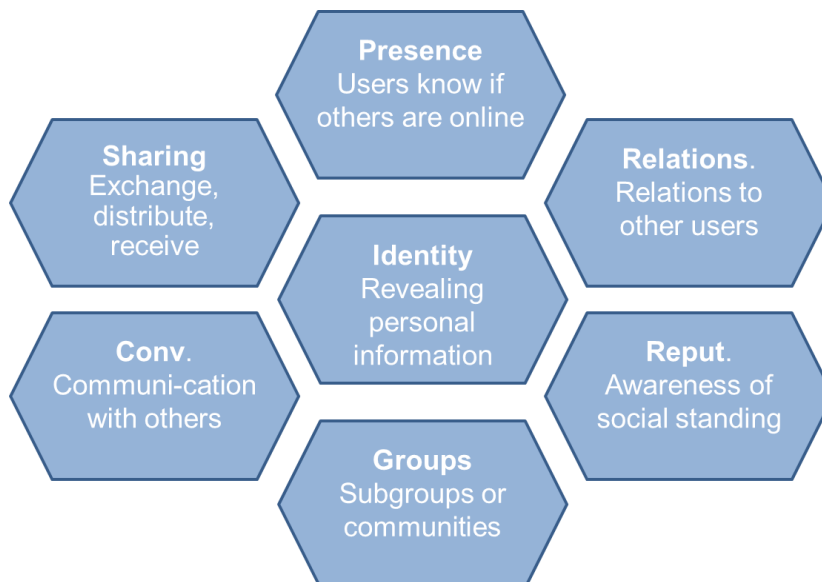 Presence
Users know if
others are online
Sharing
Exchange,
distribute,
receive
Relations.
Relations to
other users
Identity
Revealing
personal
information
Conv.
Communi-cation
with others
Reput.
Awareness of
social standing
Groups
Subgroups or
communities